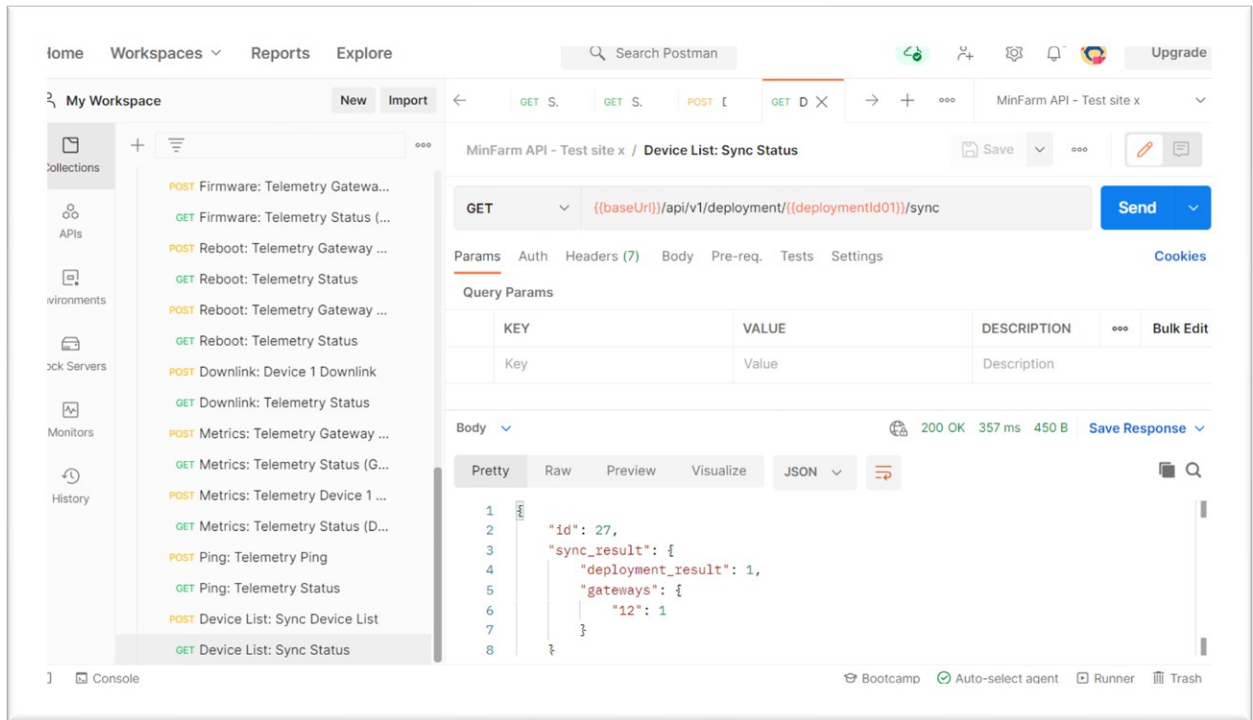 Home Workspaces Reports Explore Search Postman Upgrade
My Workspace New Import GET S. GET S. POST GET D MinFarm API - Test site x
Collections
APIs
Environments
Mock Servers
Monitors
History
POST Firmware: Telemetry Gatewa...
GET Firmware: Telemetry Status (...
POST Reboot: Telemetry Gateway ...
GET Reboot: Telemetry Status
POST Reboot: Telemetry Gateway ...
GET Reboot: Telemetry Status
POST Downlink: Device 1 Downlink
GET Downlink: Telemetry Status
POST Metrics: Telemetry Gateway ...
GET Metrics: Telemetry Status (G...
POST Metrics: Telemetry Device 1 ...
GET Metrics: Telemetry Status (D...
POST Ping: Telemetry Ping
GET Ping: Telemetry Status
POST Device List: Sync Device List
GET Device List: Sync Status
MinFarm API - Test site x / Device List: Sync Status Save
GET {{baseUrl}}/api/v1/deployment/{{deploymentId01}}/sync Send
Params Auth Headers (7) Body Pre-req. Tests Settings Cookies
Query Params
KEY VALUE DESCRIPTION Bulk Edit
Key Value Description
Body 200 OK 357 ms 450 B Save Response
Pretty Raw Preview Visualize JSON
1 {
2 "id": 27,
3 "sync_result": {
4 "deployment_result": 1,
5 "gateways": {
6 "12": 1
7 }
8 }
Console Bootcamp Auto-select agent Runner Trash